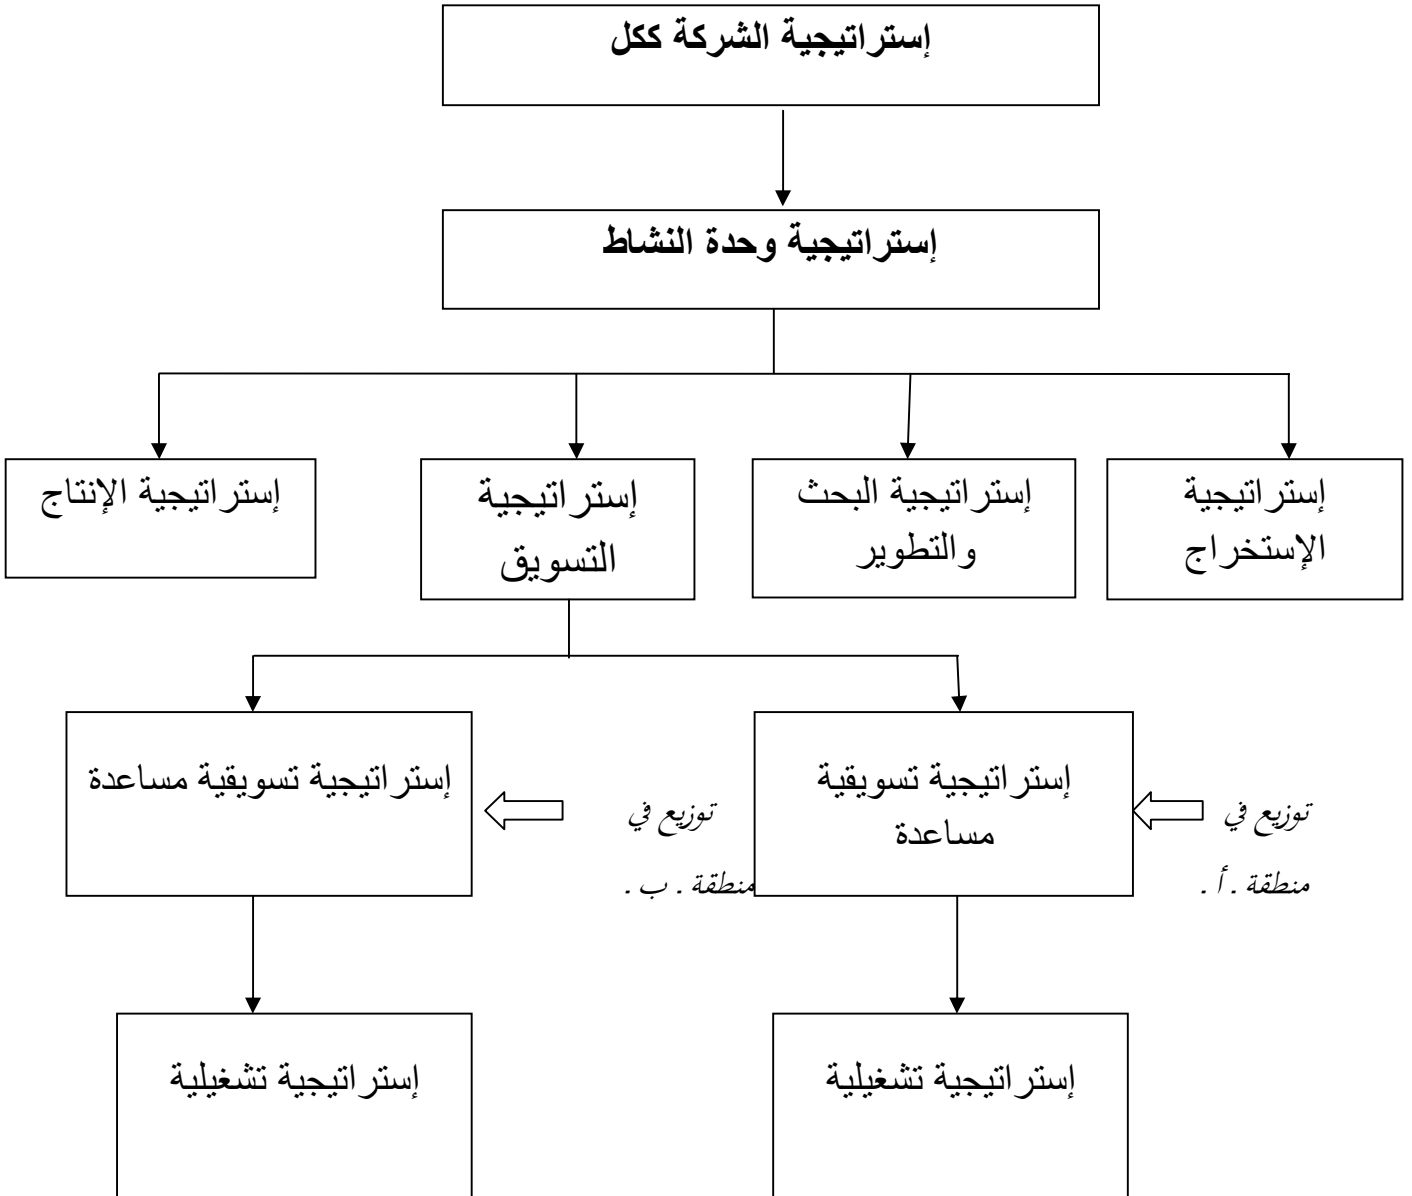 إستراتيجية الشركة ككل
إستراتيجية وحدة النشاط
إستراتيجية
الإستخراج
إستراتيجية البحث
والتطوير
إستراتيجية
التسويق
إستراتيجية الإنتاج
توزيع في
منطقة . أ .
إستراتيجية تسويقية
مساعدة
توزيع في
منطقة . ب .
إستراتيجية تسويقية مساعدة
إستراتيجية تشغيلية
إستراتيجية تشغيلية